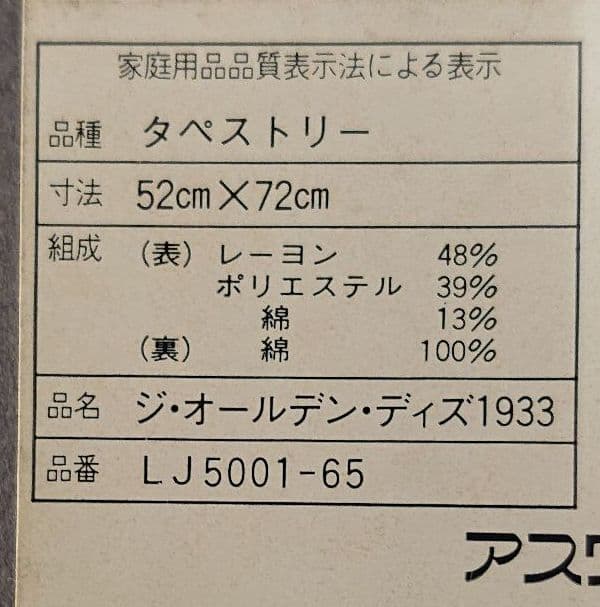 家庭用品品質表示法による表示
品種 タペストリー
寸法 52cm×72cm
組成 (表) レーヨン 48%
ポリエステル 39%
綿 13%
(裏) 綿 100%
品名 ジ・オールデン・ディズ1933
品番 LJ5001-65
アスワ